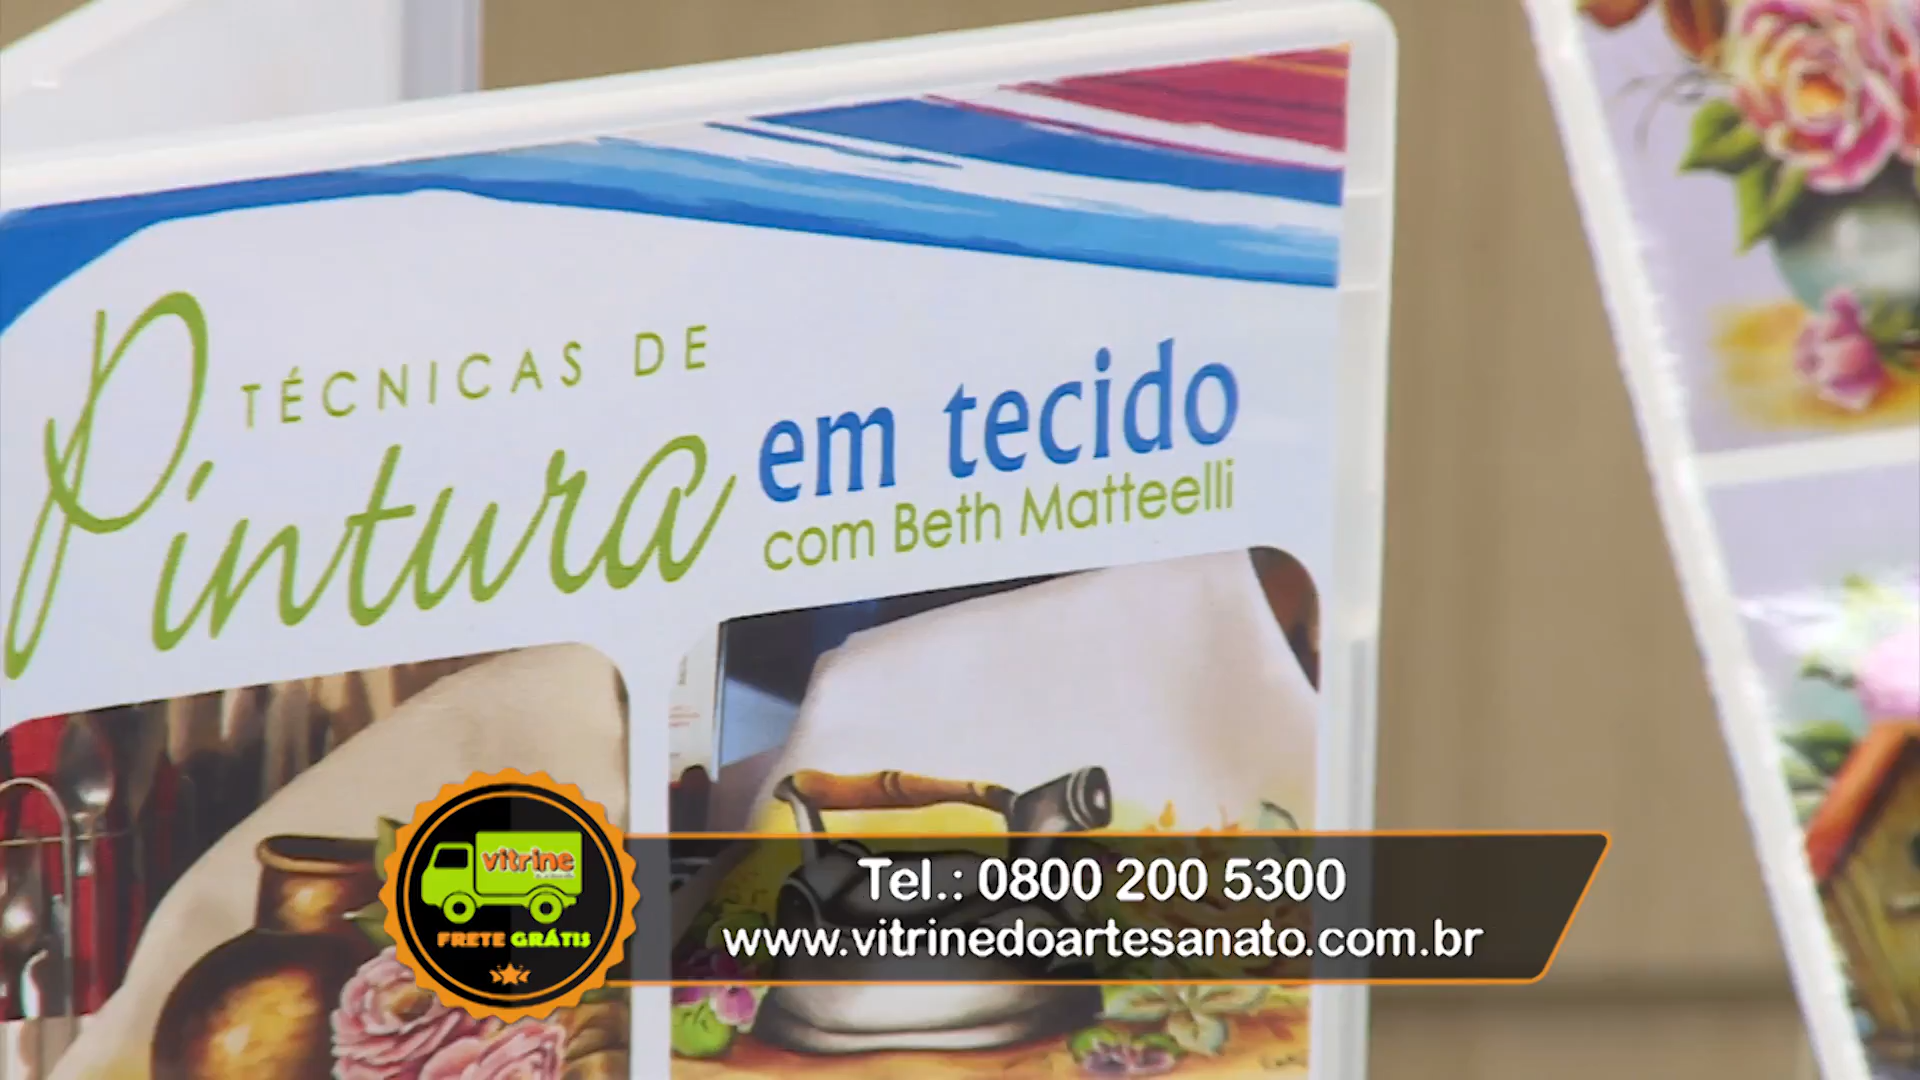 TÉCNICAS DE
Pintura em tecido
com Beth Matteelli
vitrine
FRETE GRÁTIS
Tel.: 0800 200 5300
www.vitrinedoartesanato.com.br